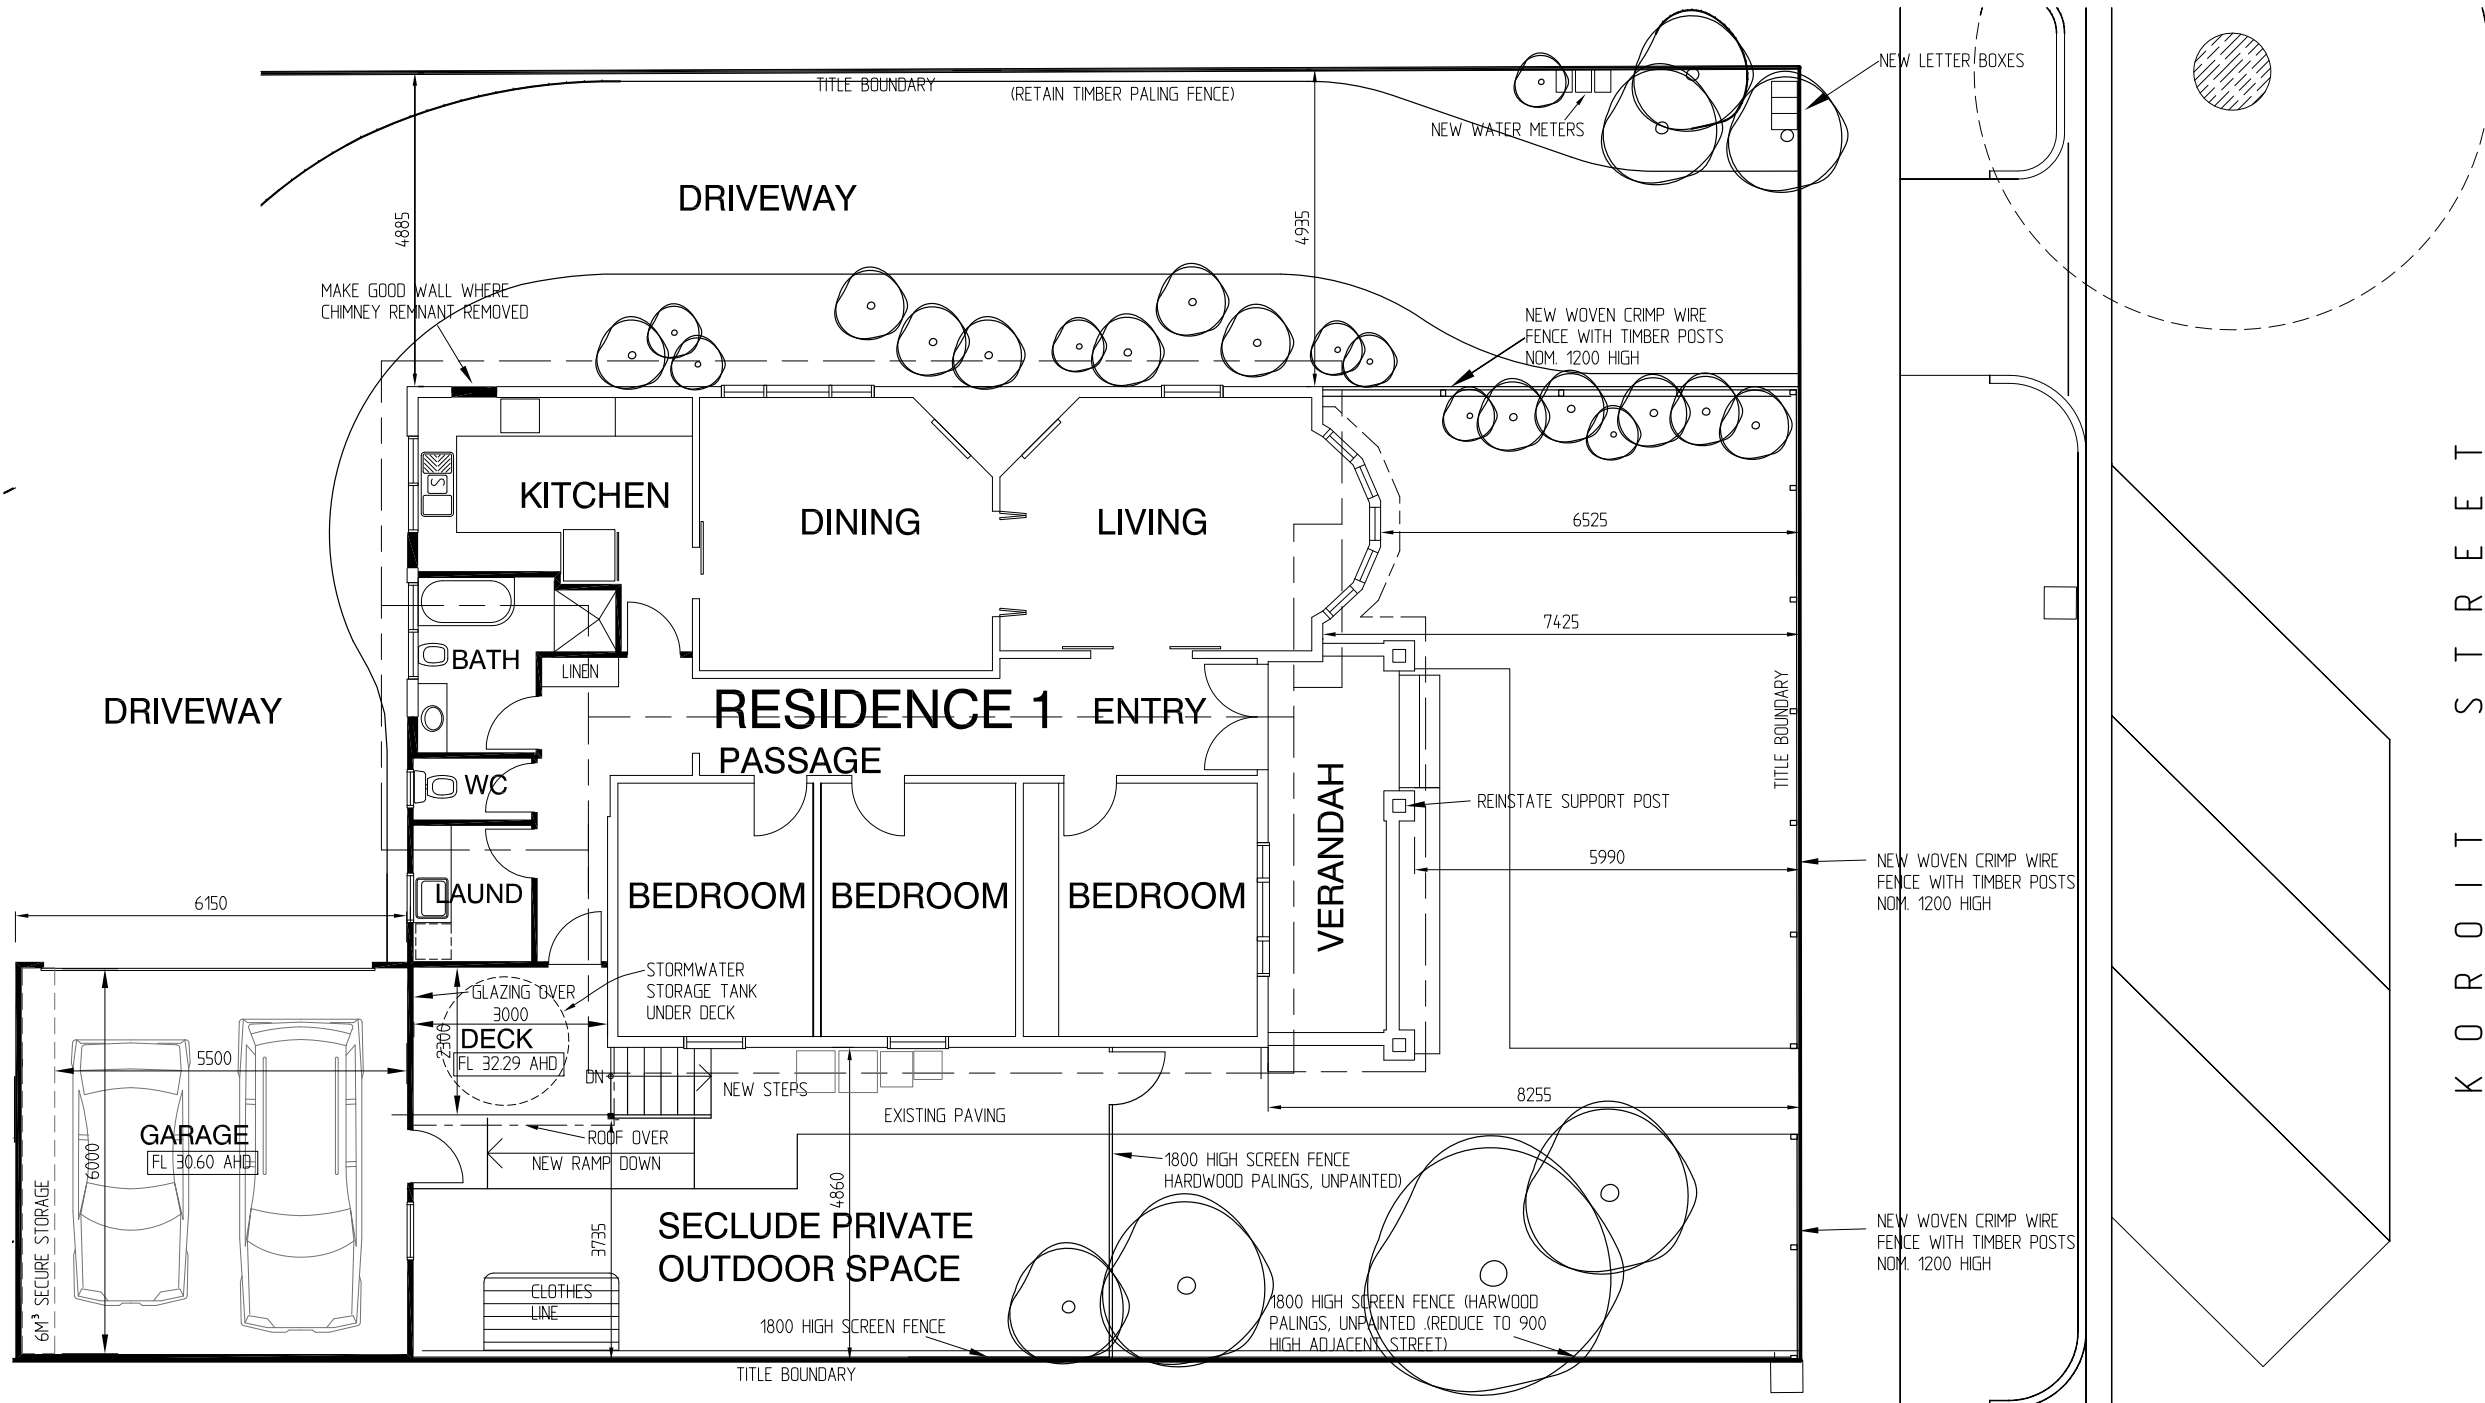 TITLE BOUNDARY
(RETAIN TIMBER PALING FENCE)
NEW LETTER BOXES
NEW WATER METERS
DRIVEWAY
4885
4935
MAKE GOOD WALL WHERE
CHIMNEY REMNANT REMOVED
NEW WOVEN CRIMP WIRE
FENCE WITH TIMBER POSTS
NOM. 1200 HIGH
KITCHEN
S
DINING
LIVING
6525
7425
BATH
LINEN
DRIVEWAY
RESIDENCE 1
ENTRY
PASSAGE
WC
VERANDAH
TITLE BOUNDARY
REINSTATE SUPPORT POST
5990
NEW WOVEN CRIMP WIRE
FENCE WITH TIMBER POSTS
NOM. 1200 HIGH
KOROIT STREET
LAUND
BEDROOM
BEDROOM
BEDROOM
6150
STORMWATER
STORAGE TANK
UNDER DECK
GLAZING OVER
3000
2300
DECK
FL 32.29 AHD
5500
DN
NEW STEPS
8255
EXISTING PAVING
GARAGE
FL 30.60 AHD
6000
6M³ SECURE STORAGE
ROOF OVER
NEW RAMP DOWN
4860
3735
1800 HIGH SCREEN FENCE
HARDWOOD PALINGS, UNPAINTED)
SECLUDE PRIVATE
OUTDOOR SPACE
NEW WOVEN CRIMP WIRE
FENCE WITH TIMBER POSTS
NOM. 1200 HIGH
CLOTHES
LINE
1800 HIGH SCREEN FENCE
1800 HIGH SCREEN FENCE (HARWOOD
PALINGS, UNPAINTED .(REDUCE TO 900
HIGH ADJACENT STREET)
TITLE BOUNDARY